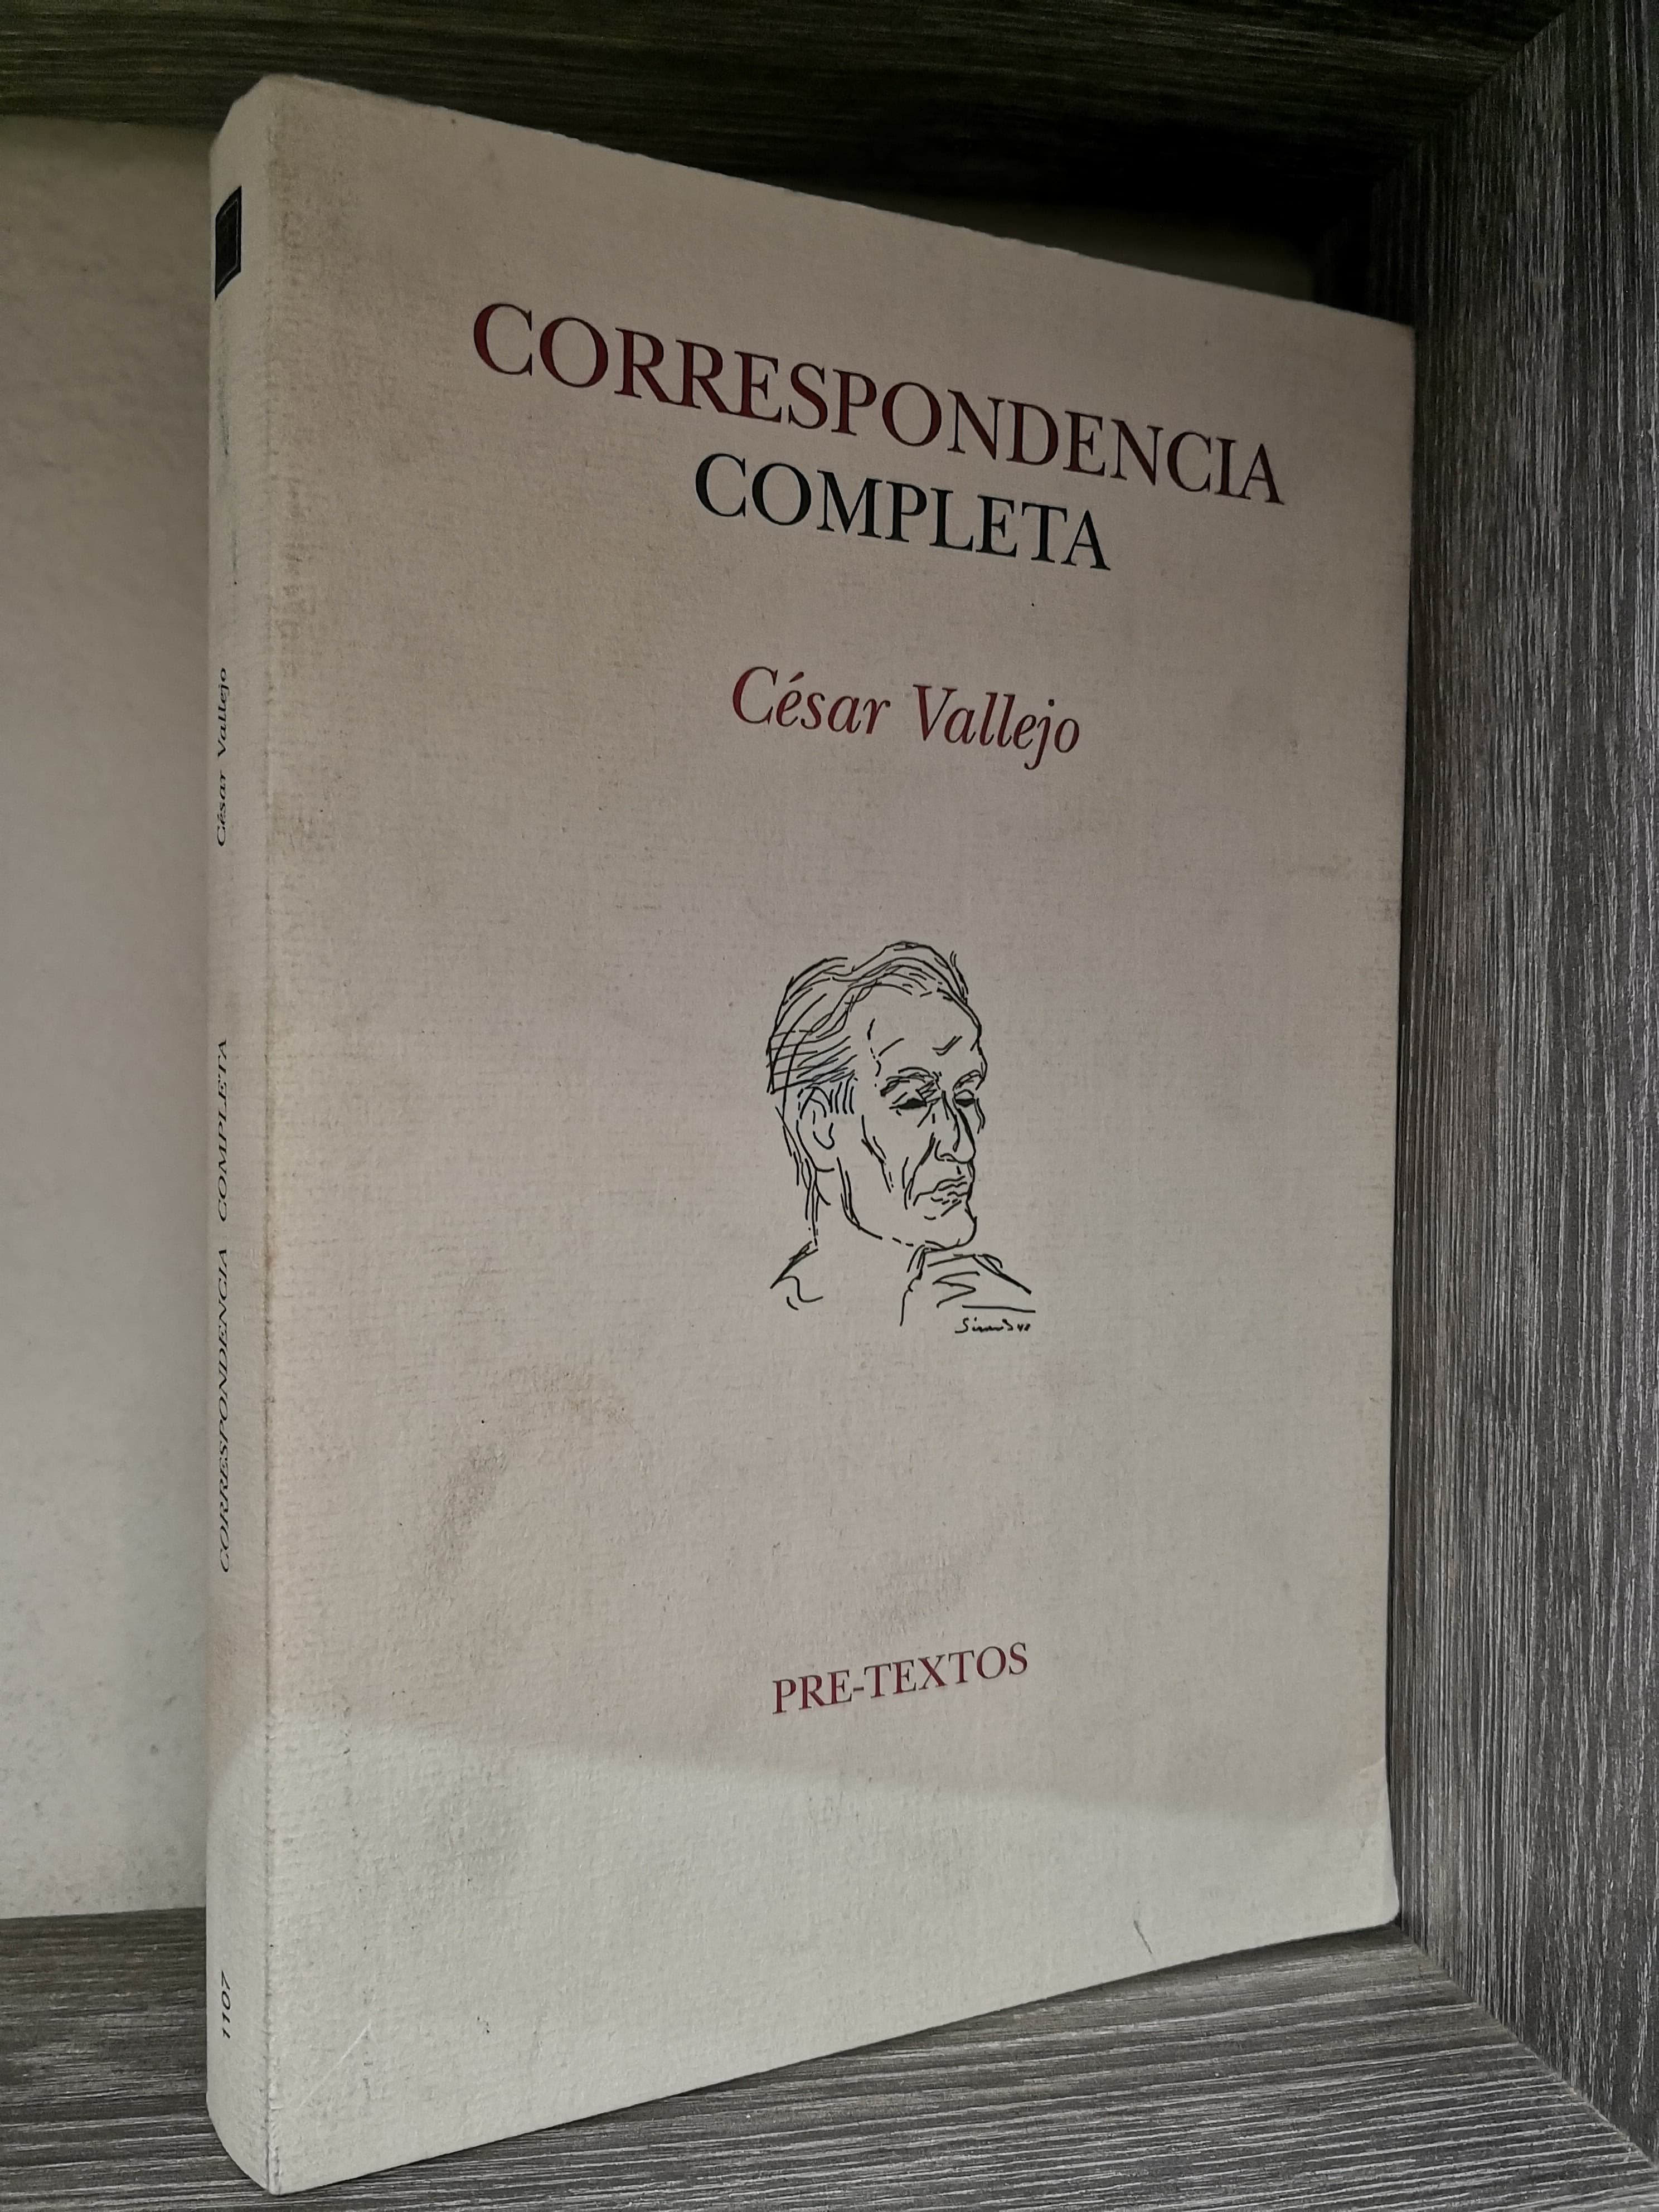 CORRESPONDENCIA
COMPLETA
César Vallejo
PRE-TEXTOS
César Vallejo
CORRESPONDENCIA COMPLETA
1107